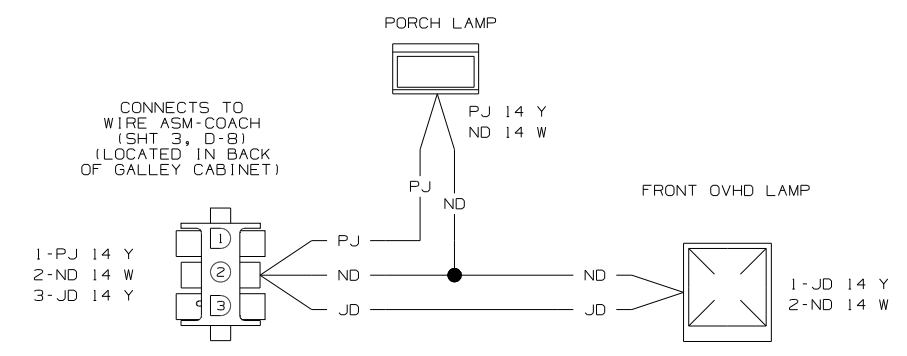 PORCH LAMP
PJ 14 Y
ND 14 W
CONNECTS TO
WIRE ASM-COACH
(SHT 3, D-8)
(LOCATED IN BACK
OF GALLEY CABINET)
PJ
ND
FRONT OVHD LAMP
1-PJ 14 Y
2-ND 14 W
3-JD 14 Y
1
2
3
PJ
ND
JD
ND
JD
1-JD 14 Y
2-ND 14 W